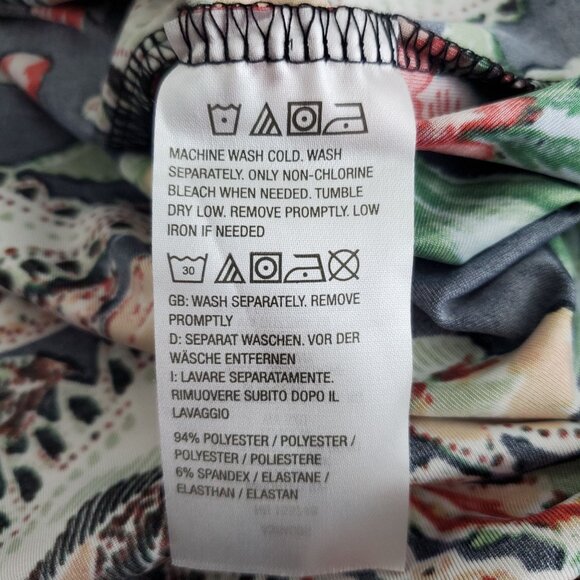 MACHINE WASH COLD. WASH
SEPARATELY. ONLY NON-CHLORINE
BLEACH WHEN NEEDED. TUMBLE
DRY LOW. REMOVE PROMPTLY. LOW
IRON IF NEEDED
30
GB: WASH SEPARATELY. REMOVE
PROMPTLY
D: SEPARAT WASCHEN. VOR DER
WÄSCHE ENTFERNEN
I: LAVARE SEPARATAMENTE.
RIMUOVERE SUBITO DOPO IL
LAVAGGIO
94% POLYESTER / POLYESTER /
POLYESTER / POLIESTERE
6% SPANDEX / ELASTANE /
ELASTHAN / ELASTAN